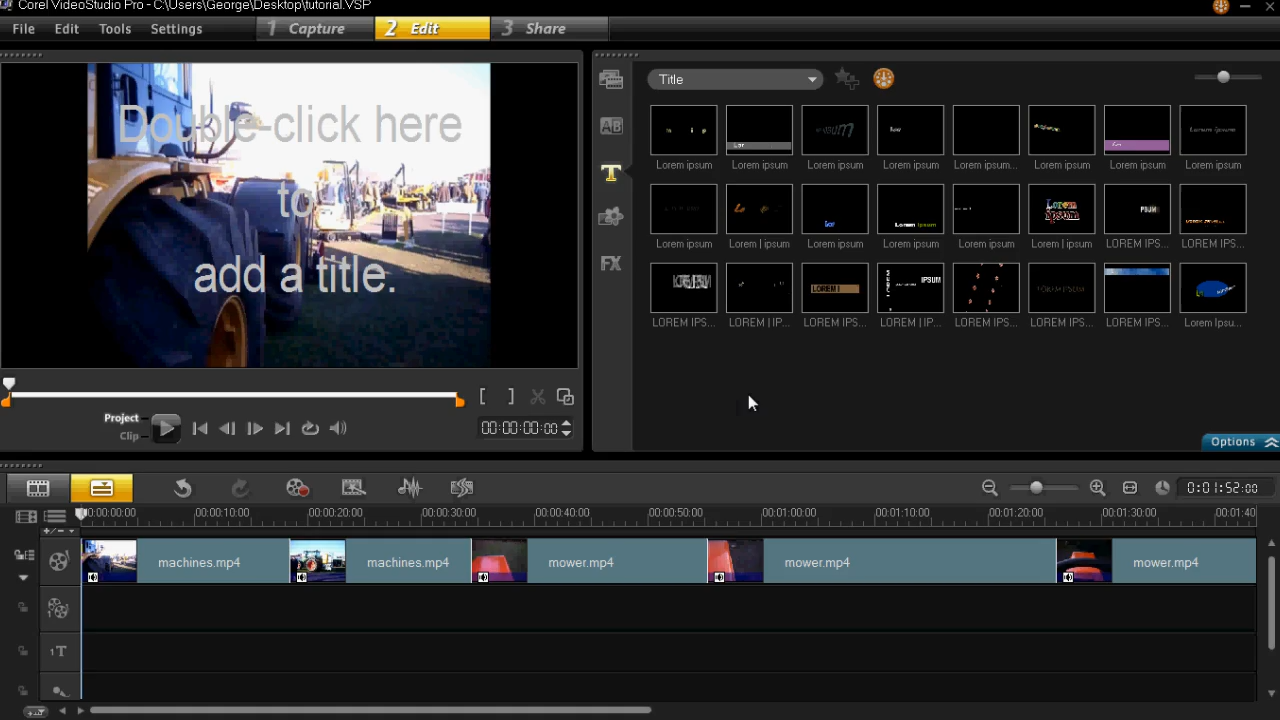 Corel VideoStudio Pro - C:\Users\George\Desktop\tutorial.VSP
File Edit Tools Settings 1 Capture 2 Edit 3 Share
Title
Double-click here
to
add a title.
Lorem ipsum Lorem ipsum Lorem ipsum Lorem ipsum Lorem ipsum... Lorem ipsum Lorem ipsum Lorem ipsum
Lorem ipsum Lorem | ipsum Lorem ipsum Lorem ipsum Lorem ipsum Lorem | ipsum LOREM IPS... LOREM IPS...
LOREM IPS... LOREM | IP... LOREM IPS... LOREM | IP... LOREM IPS... LOREM IPS... LOREM IPS... Lorem Ipsu...
Project
Clip
[ ]
00:00:00:00
Options
FX
0:01:52:00
00:00:00:00 00:00:10:00 00:00:20:00 00:00:30:00 00:00:40:00 00:00:50:00 00:01:00:00 00:01:10:00 00:01:20:00 00:01:30:00 00:01:40
machines.mp4 machines.mp4 mower.mp4 mower.mp4 mower.mp4
1
1T